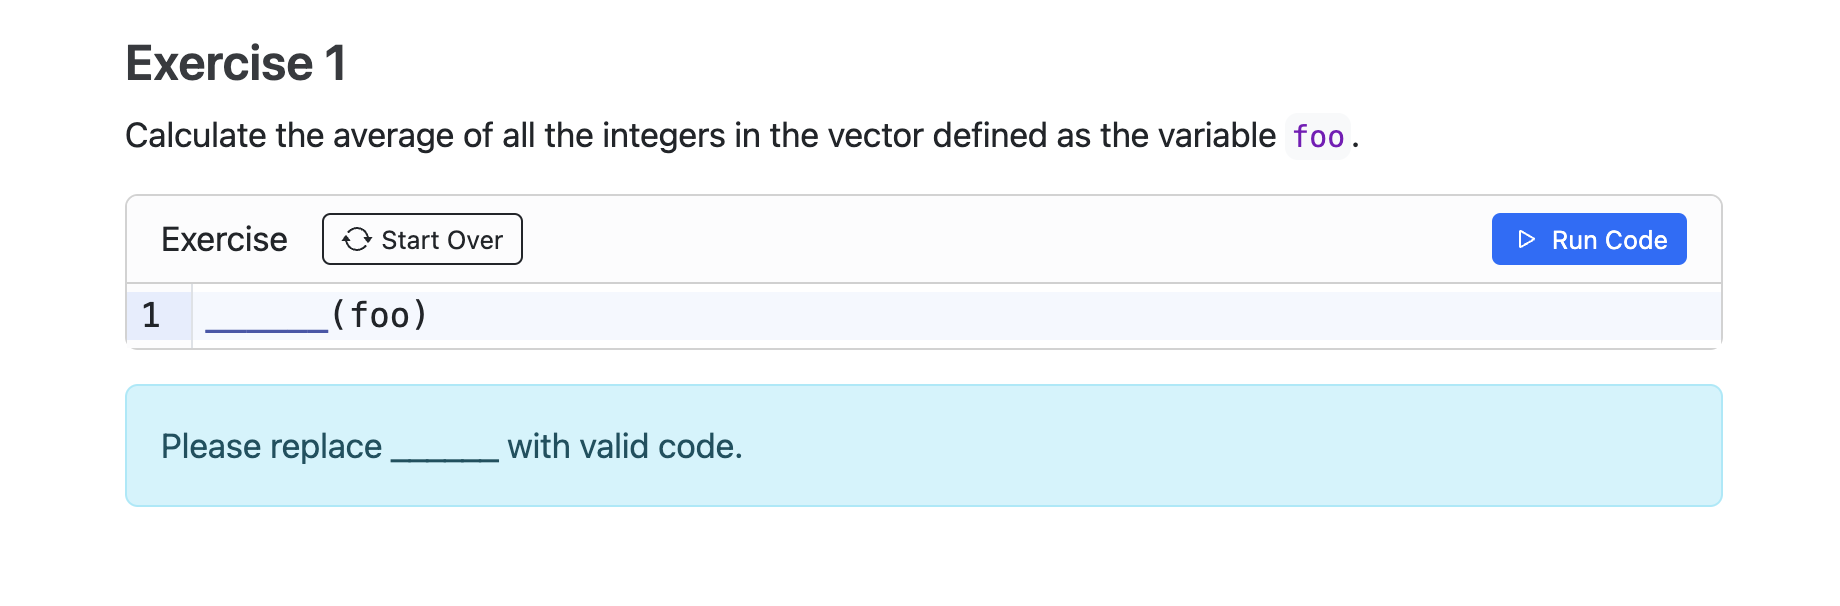 Exercise 1
Calculate the average of all the integers in the vector defined as the variable foo.
Exercise Start Over Run Code
1 ______(foo)
Please replace ______ with valid code.